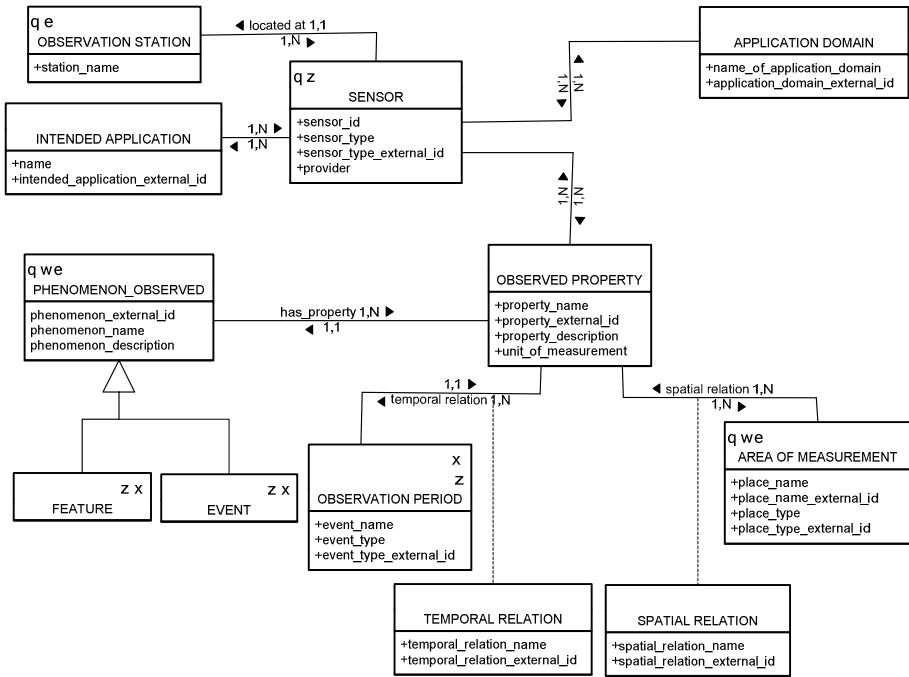 q e
OBSERVATION STATION
+station_name
located at 1,1
1,N
APPLICATION DOMAIN
+name_of_application_domain
+application_domain_external_id
q z
SENSOR
+sensor_id
+sensor_type
+sensor_type_external_id
+provider
1,N
1,N
INTENDED APPLICATION
+name
+intended_application_external_id
1,N
1,N
1,N
1,N
q we
PHENOMENON_OBSERVED
phenomenon_external_id
phenomenon_name
phenomenon_description
has_property 1,N
1,1
OBSERVED PROPERTY
+property_name
+property_external_id
+property_description
+unit_of_measurement
1,1
temporal relation 1,N
spatial relation 1,N
1,N
z x
FEATURE
z x
EVENT
x
z
OBSERVATION PERIOD
+event_name
+event_type
+event_type_external_id
q we
AREA OF MEASUREMENT
+place_name
+place_name_external_id
+place_type
+place_type_external_id
TEMPORAL RELATION
+temporal_relation_name
+temporal_relation_external_id
SPATIAL RELATION
+spatial_relation_name
+spatial_relation_external_id